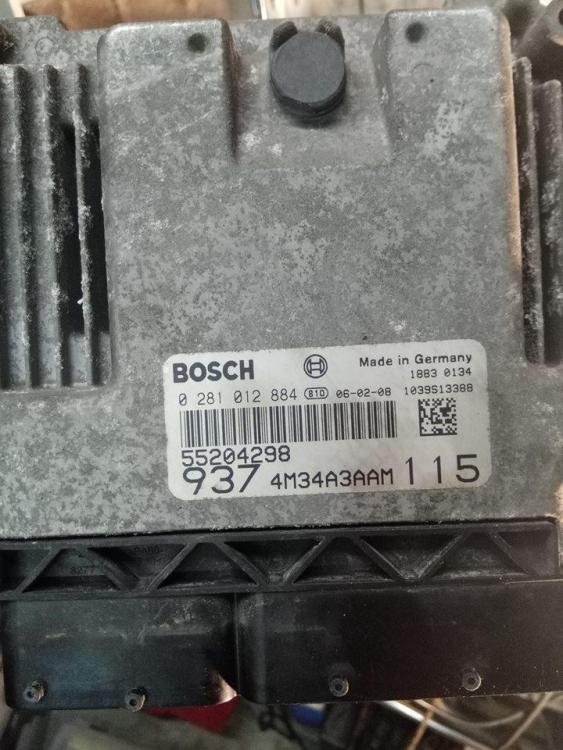 BOSCH Made in Germany
1883 0134
0 281 012 884 810 06-02-08 1039S13388
55204298
937 4M34A3AAM 115